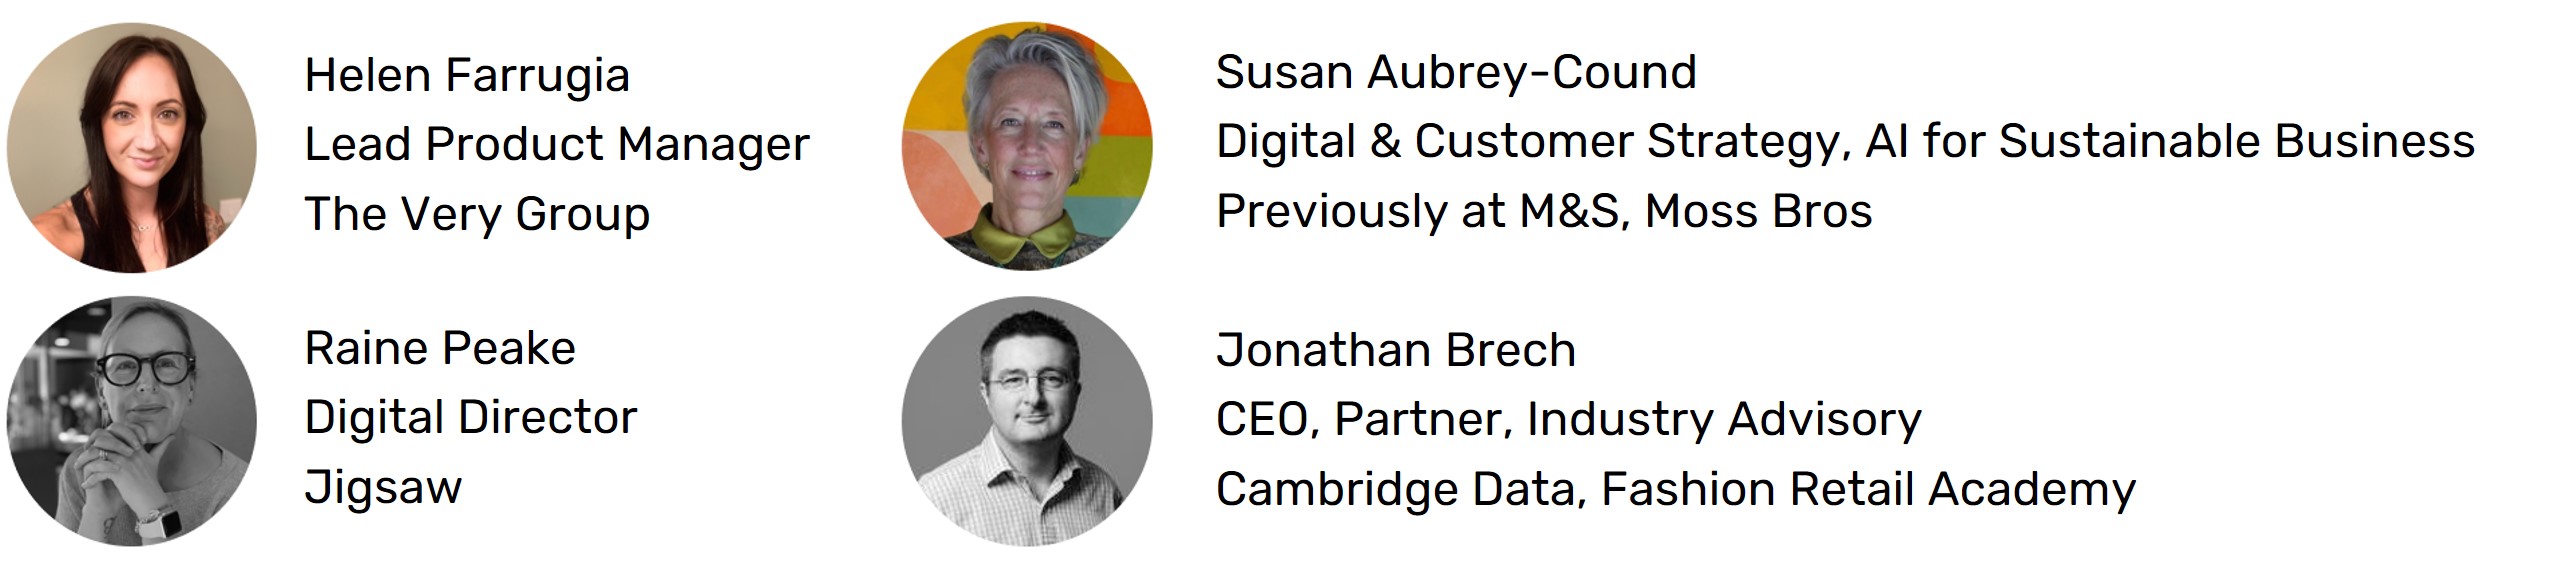 Helen Farrugia
Lead Product Manager
The Very Group
Susan Aubrey-Cound
Digital & Customer Strategy, AI for Sustainable Business
Previously at M&S, Moss Bros
Raine Peake
Digital Director
Jigsaw
Jonathan Brech
CEO, Partner, Industry Advisory
Cambridge Data, Fashion Retail Academy